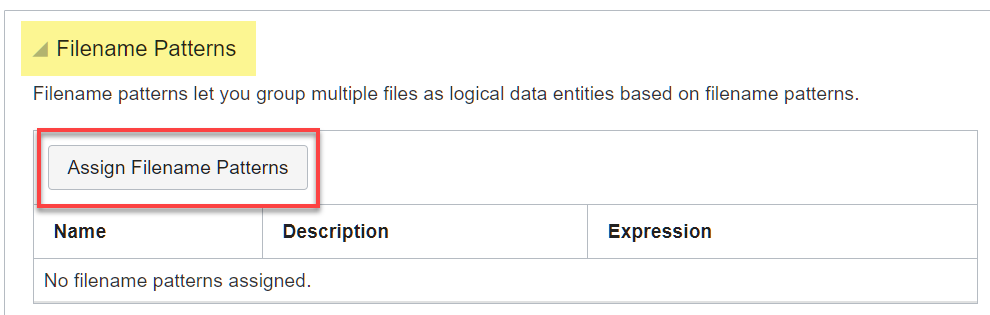 Filename Patterns
Filename patterns let you group multiple files as logical data entities based on filename patterns.
Assign Filename Patterns
Name Description Expression
No filename patterns assigned.